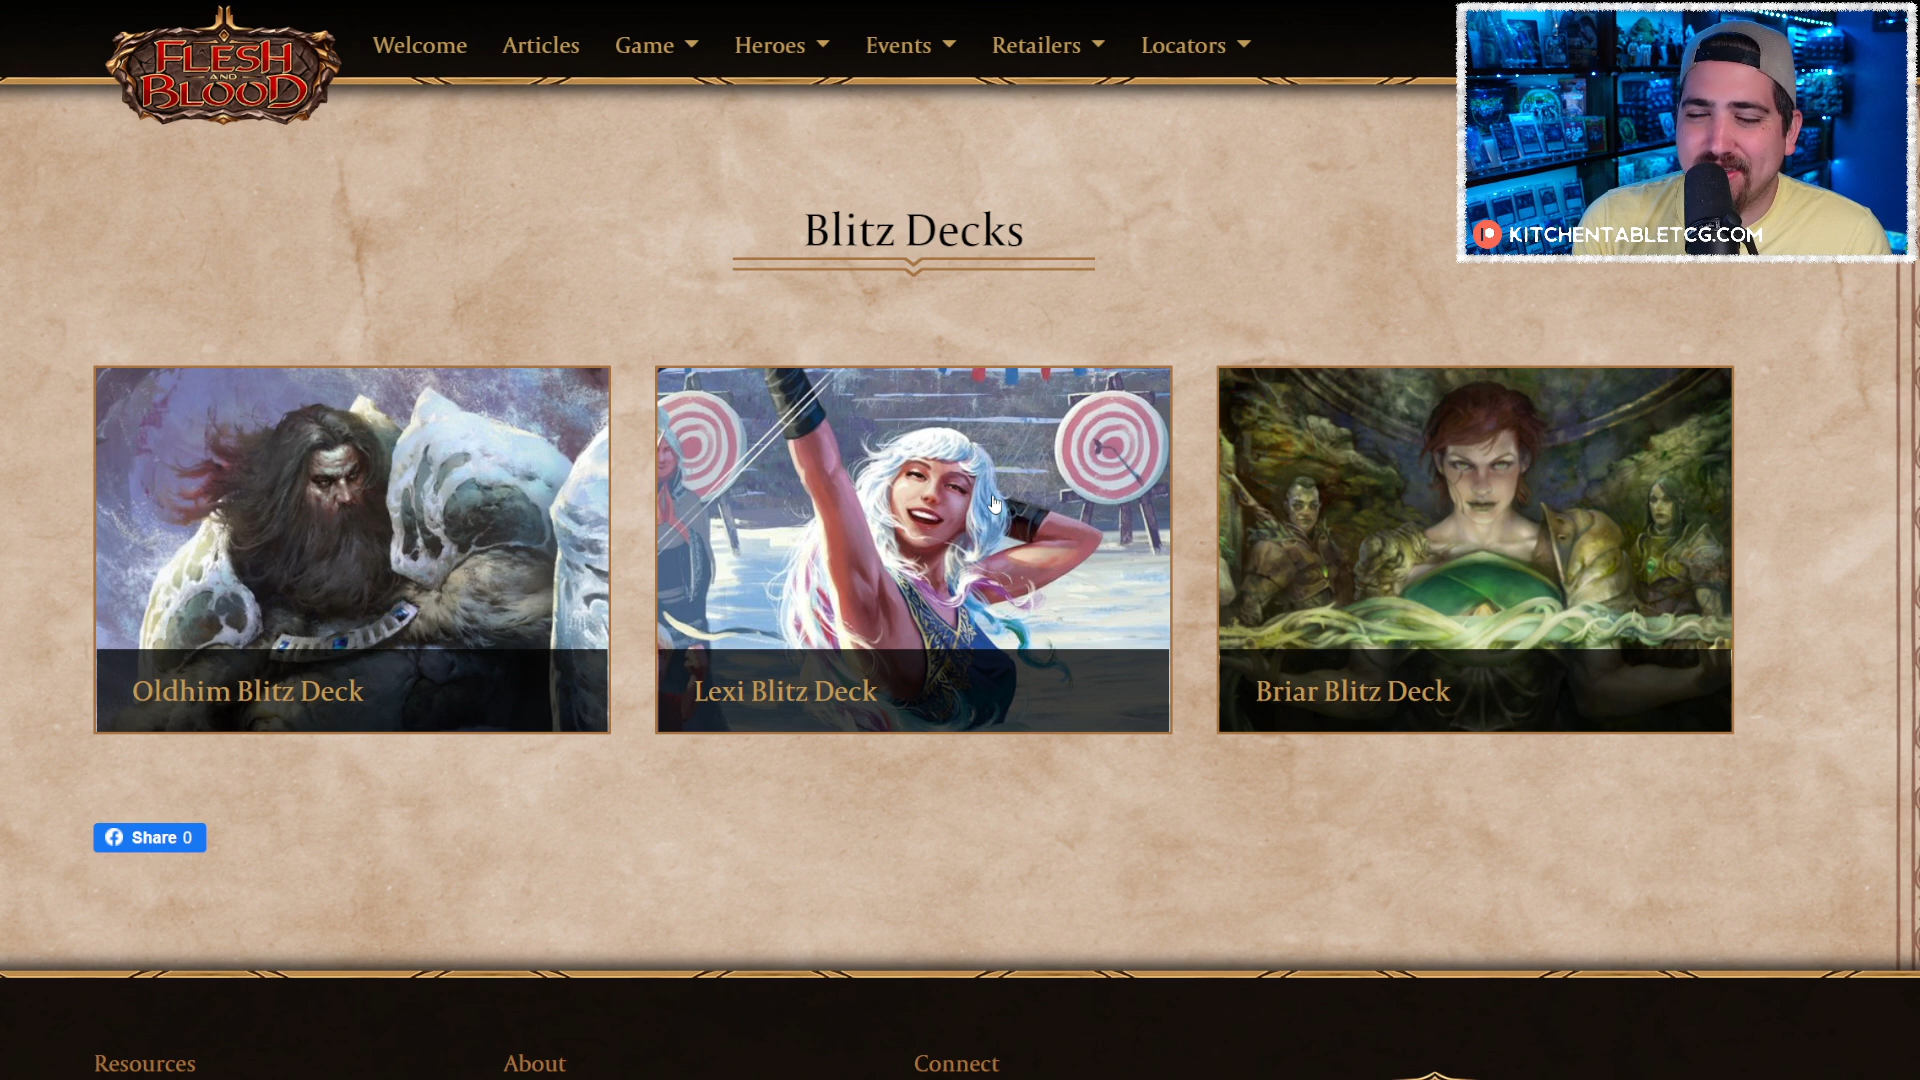 FLESH
AND
BLOOD
Welcome
Articles
Game
Heroes
Events
Retailers
Locators
KITCHENTABLETCG.COM
Blitz Decks
Oldhim Blitz Deck
Lexi Blitz Deck
Briar Blitz Deck
Share 0
Resources
About
Connect